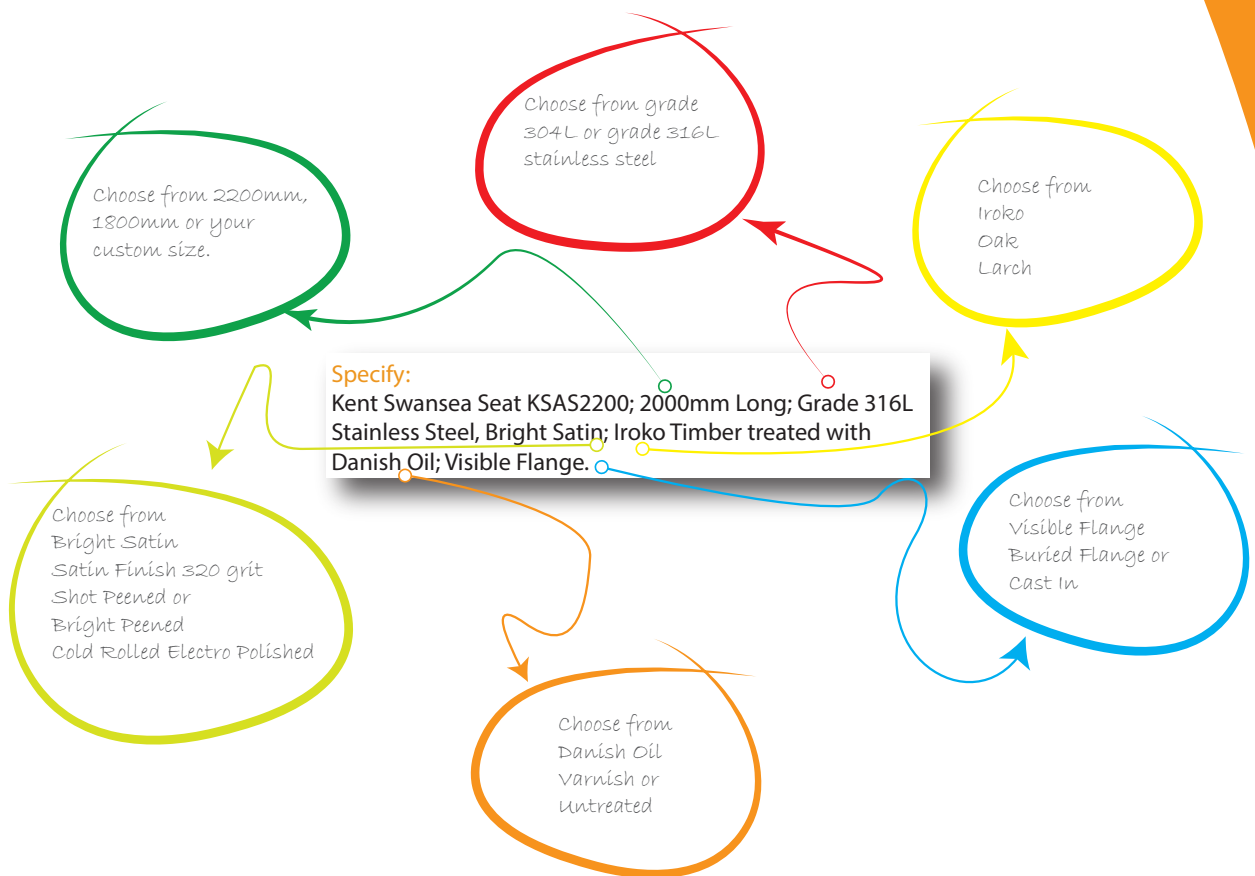 Choose from grade
304L or grade 316L
stainless steel
Choose from 2200mm,
1800mm or your
custom size.
Choose from
Iroko
Oak
Larch
Specify:
Kent Swansea Seat KSAS2200; 2000mm Long; Grade 316L
Stainless Steel, Bright Satin; Iroko Timber treated with
Danish Oil; Visible Flange.
Choose from
Bright Satin
Satin Finish 320 grit
Shot Peened or
Bright Peened
Cold Rolled Electro Polished
Choose from
Visible Flange
Buried Flange or
Cast In
Choose from
Danish Oil
Varnish or
Untreated